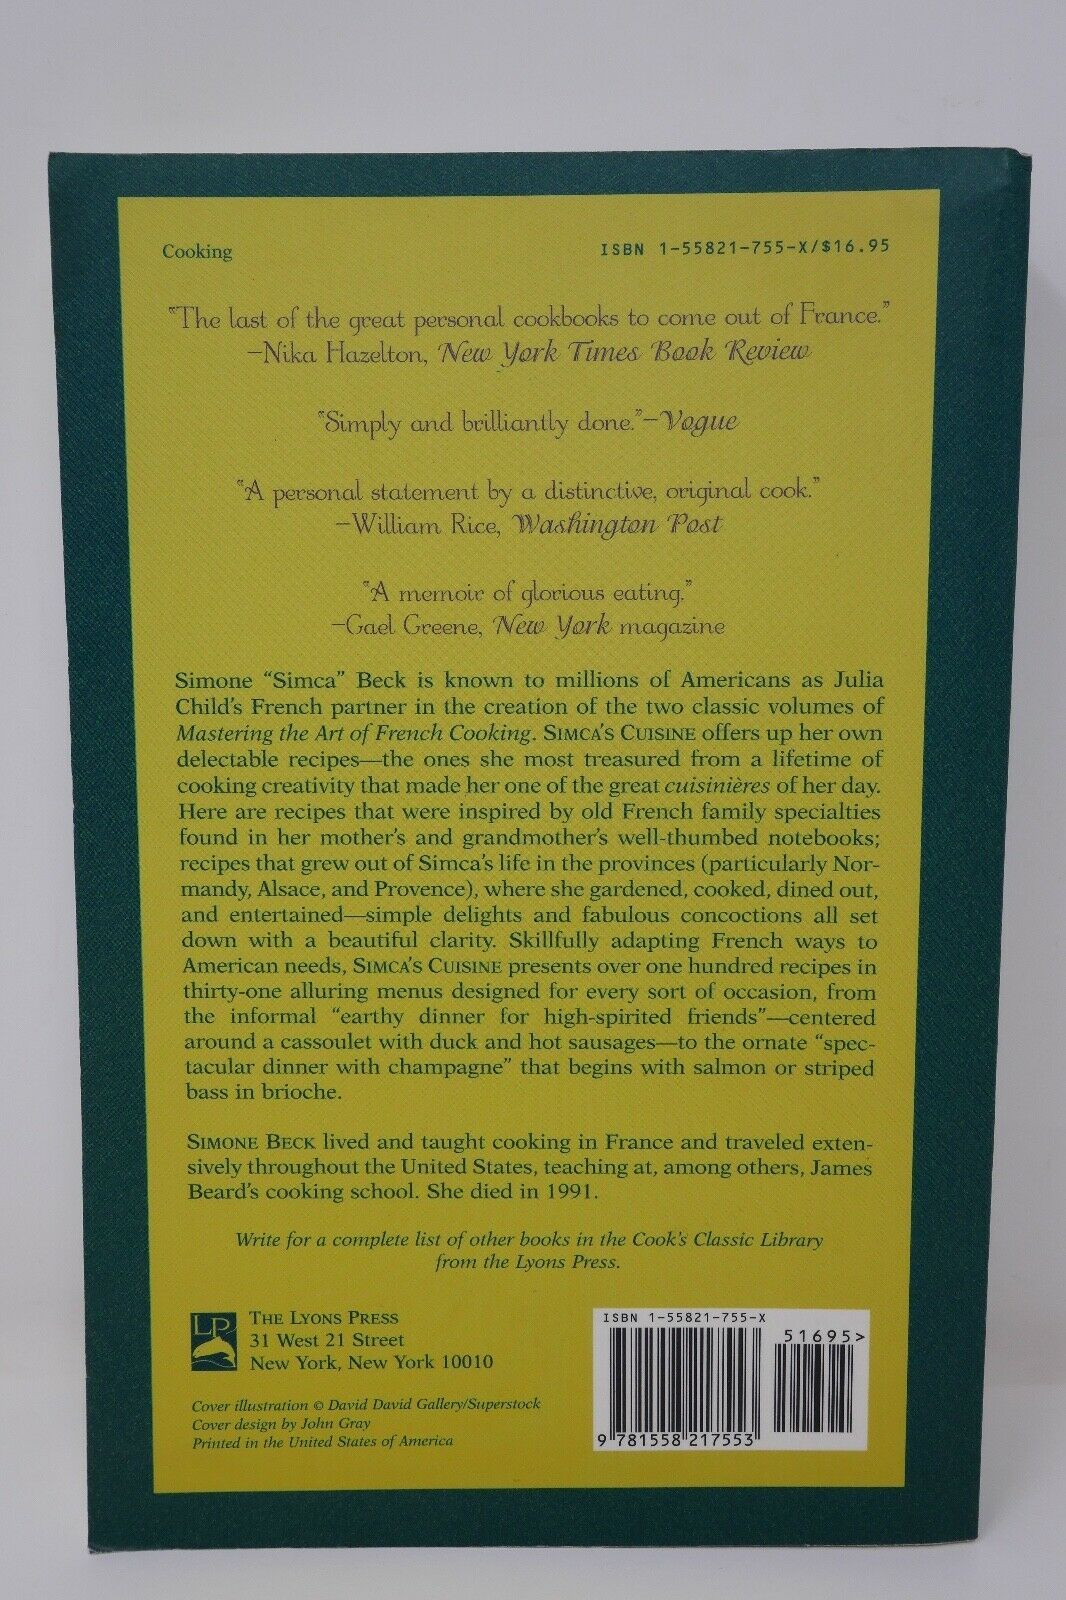 Cooking
ISBN 1-55821-755-X/$16.95
"The last of the great personal cookbooks to come out of France."
—Nika Hazelton, New York Times Book Review
"Simply and brilliantly done."—Vogue
"A personal statement by a distinctive, original cook."
—William Rice, Washington Post
"A memoir of glorious eating."
—Gael Greene, New York magazine
Simone "Simca" Beck is known to millions of Americans as Julia
Child's French partner in the creation of the two classic volumes of
Mastering the Art of French Cooking. SIMCA'S CUISINE offers up her own
delectable recipes—the ones she most treasured from a lifetime of
cooking creativity that made her one of the great cuisinières of her day.
Here are recipes that were inspired by old French family specialties
found in her mother's and grandmother's well-thumbed notebooks;
recipes that grew out of Simca's life in the provinces (particularly Nor-
mandy, Alsace, and Provence), where she gardened, cooked, dined out,
and entertained—simple delights and fabulous concoctions all set
down with a beautiful clarity. Skillfully adapting French ways to
American needs, SIMCA'S CUISINE presents over one hundred recipes in
thirty-one alluring menus designed for every sort of occasion, from
the informal "earthy dinner for high-spirited friends"—centered
around a cassoulet with duck and hot sausages—to the ornate "spec-
tacular dinner with champagne" that begins with salmon or striped
bass in brioche.
SIMONE BECK lived and taught cooking in France and traveled exten-
sively throughout the United States, teaching at, among others, James
Beard's cooking school. She died in 1991.
Write for a complete list of other books in the Cook's Classic Library
from the Lyons Press.
LP
THE LYONS PRESS
31 West 21 Street
New York, New York 10010
Cover illustration © David David Gallery/Superstock
Cover design by John Gray
Printed in the United States of America
ISBN 1-55821-755-X
51695>
9 781558 217553